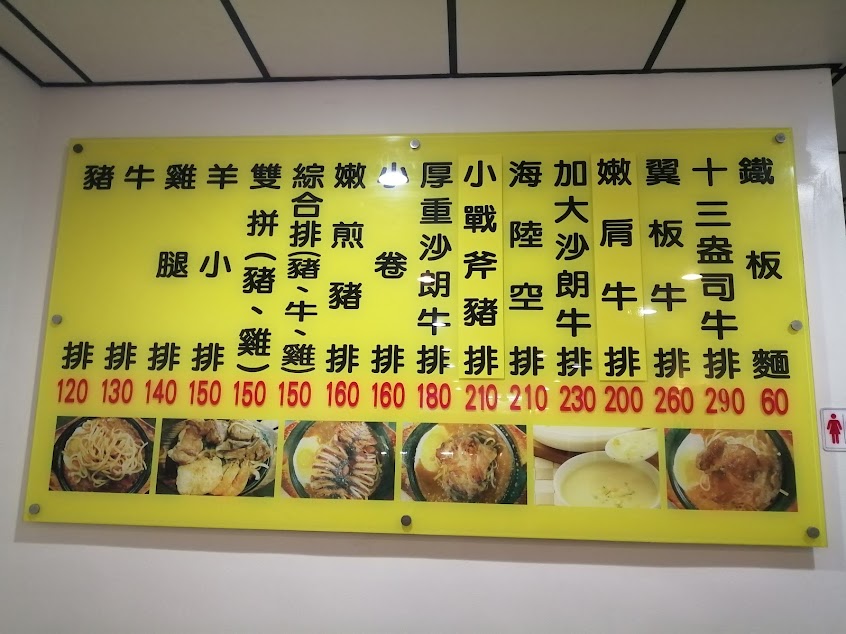 豬排 120
牛排 130
雞腿排 140
羊小排 150
雙拼(豬、雞) 150
綜合排(豬、牛、雞) 150
嫩煎豬排 160
小卷排 160
厚重沙朗牛排 180
小戰斧豬排 210
海陸空排 210
加大沙朗牛排 230
嫩肩牛排 200
翼板牛排 260
十三盎司牛排 290
鐵板麵 60